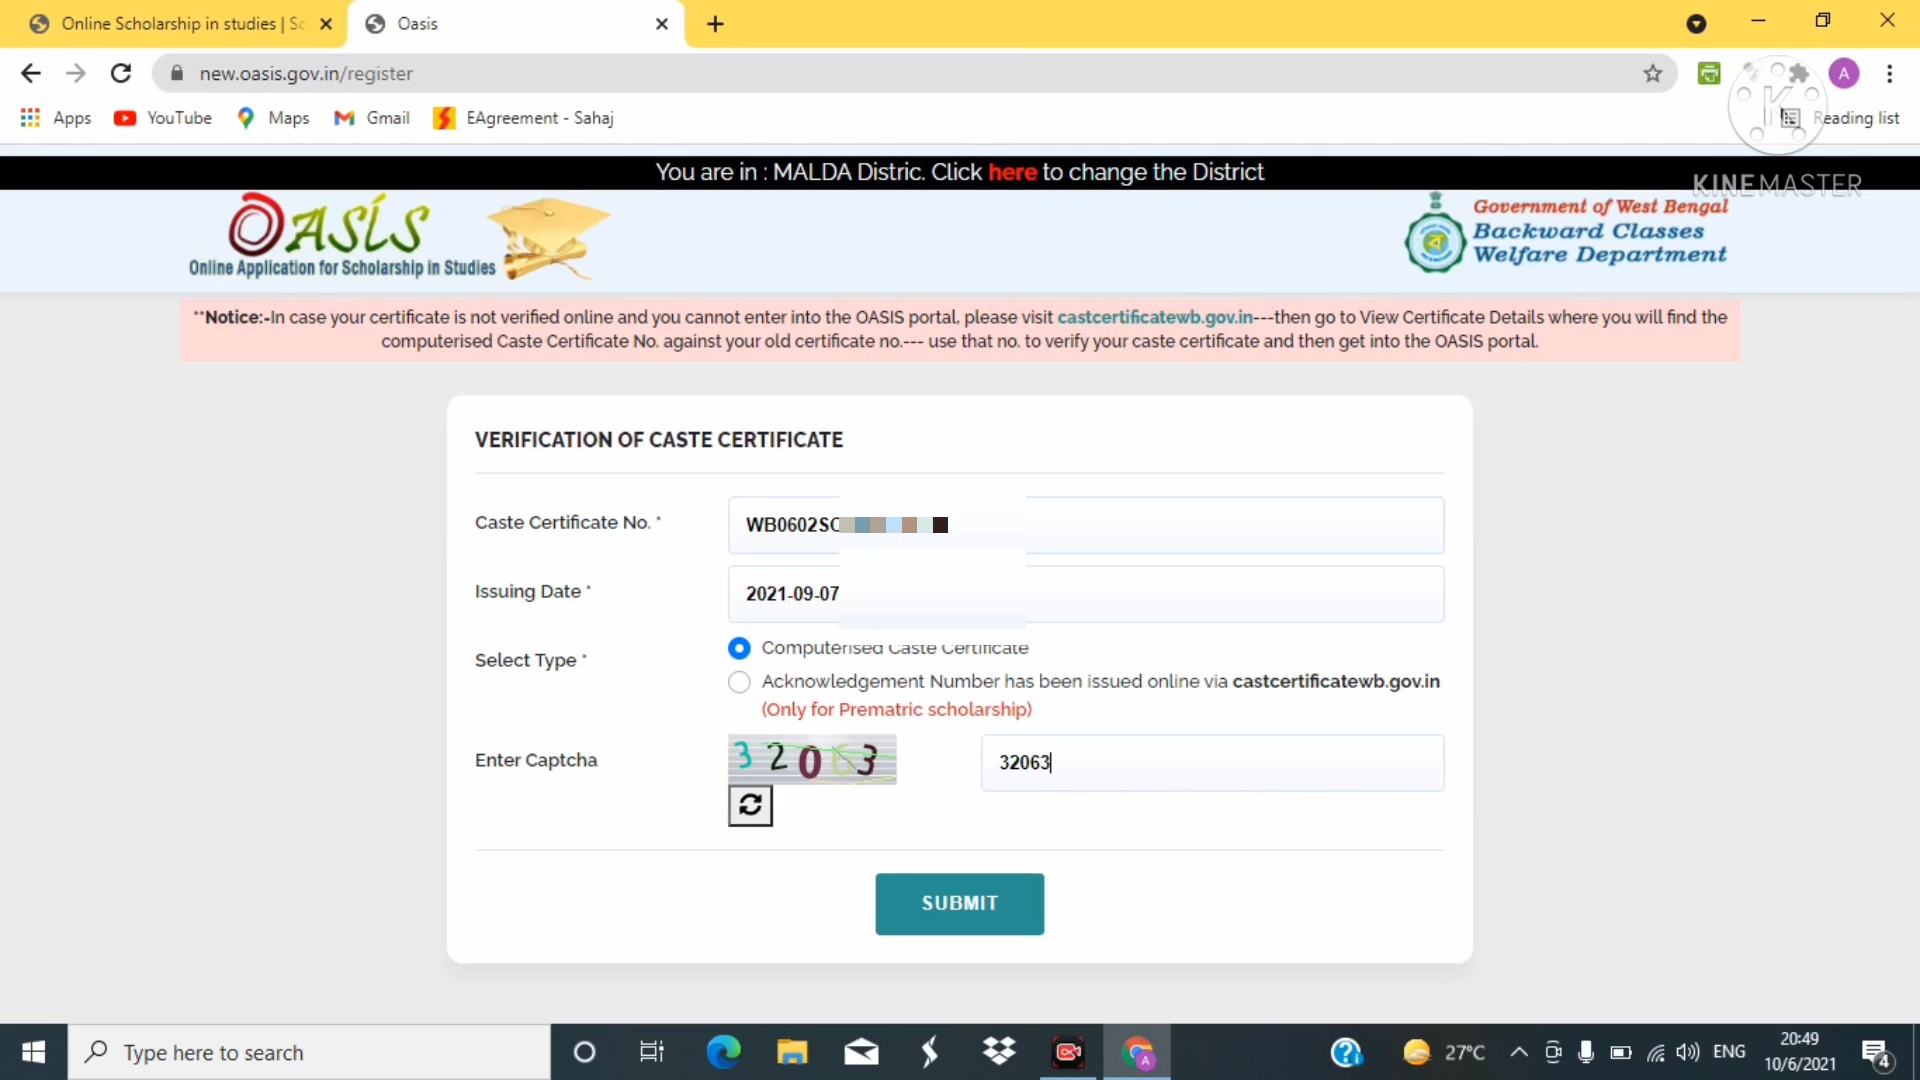 Online Scholarship in studies | Sc
Oasis
new.oasis.gov.in/register
A
Apps
YouTube
Maps
Gmail
EAgreement - Sahaj
Reading list
You are in : MALDA Distric. Click here to change the District
KINEMASTER
OASIS
Online Application for Scholarship in Studies
Government of West Bengal
Backward Classes
Welfare Department
**Notice:-In case your certificate is not verified online and you cannot enter into the OASIS portal, please visit castcertificatewb.gov.in---then go to View Certificate Details where you will find the
computerised Caste Certificate No. against your old certificate no.--- use that no. to verify your caste certificate and then get into the OASIS portal.
VERIFICATION OF CASTE CERTIFICATE
Caste Certificate No. *
WB0602SC
Issuing Date *
2021-09-07
Select Type *
Computerised Caste Certificate
Acknowledgement Number has been issued online via castcertificatewb.gov.in
(Only for Prematric scholarship)
Enter Captcha
32063
32063
SUBMIT
Type here to search
27°C
ENG
20:49
10/6/2021
4